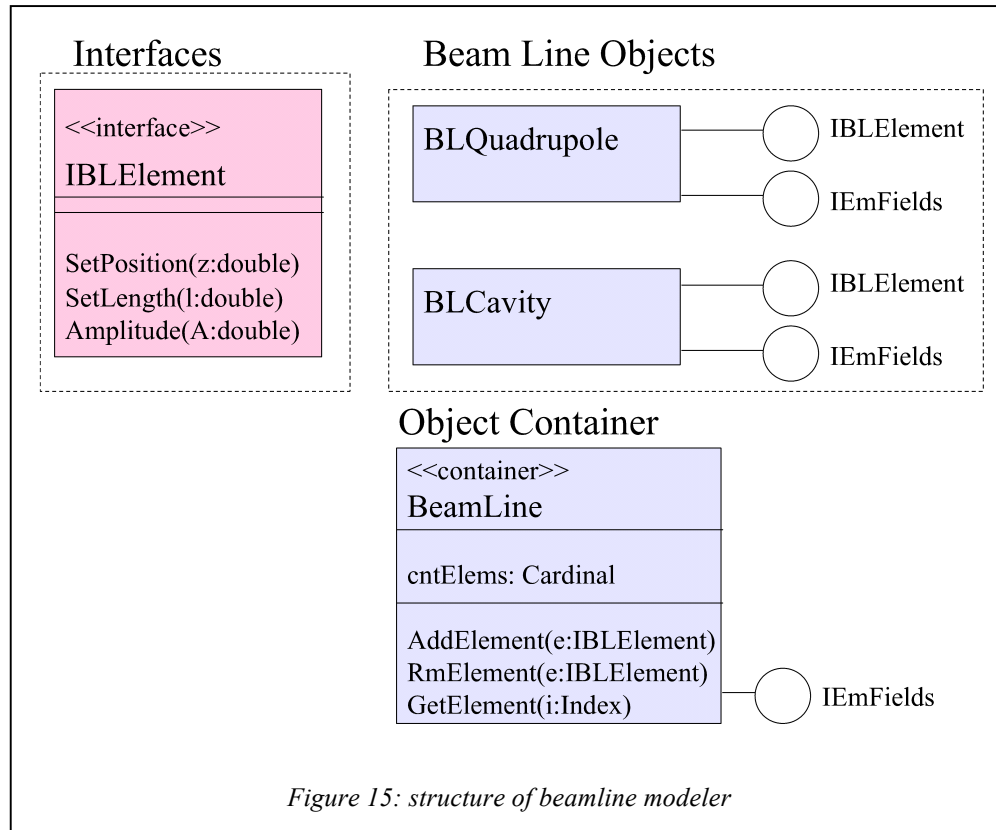 Interfaces
<<interface>>
IBLElement
SetPosition(z:double)
SetLength(l:double)
Amplitude(A:double)
Beam Line Objects
BLQuadrupole
IBLElement
IEmFields
BLCavity
IBLElement
IEmFields
Object Container
<<container>>
BeamLine
cntElems: Cardinal
AddElement(e:IBLElement)
RmElement(e:IBLElement)
GetElement(i:Index)
IEmFields
Figure 15: structure of beamline modeler